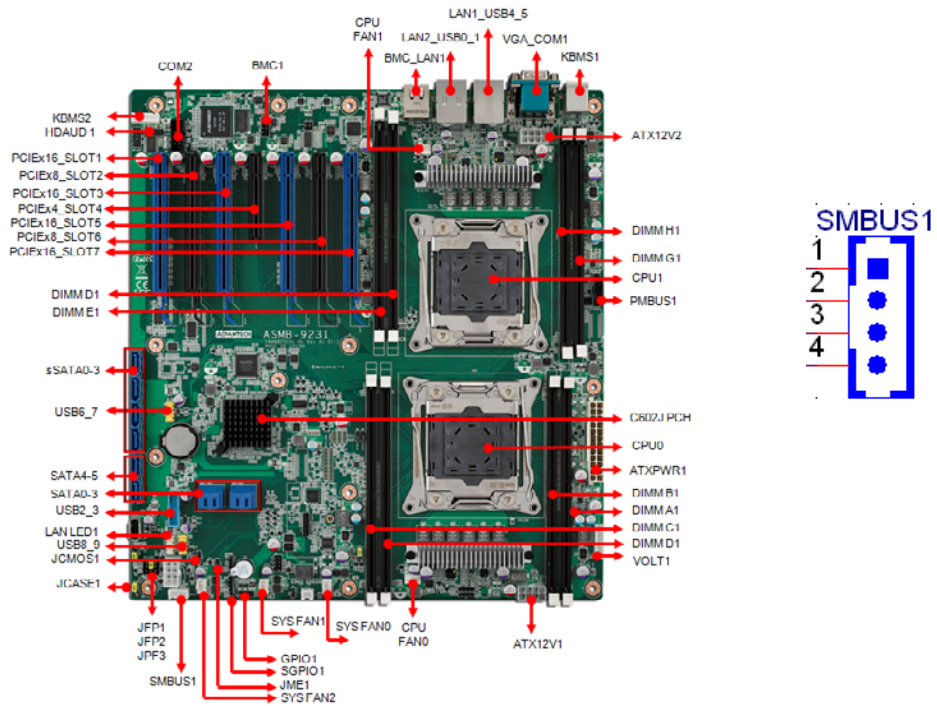 LAN1_USB4_5
CPU
FAN1
LAN2_USB0_1
VGA_COM1
BMC_LAN1
KBMS1
COM2
BMC1
KBMS2
HDAUD1
ATX12V2
PCIEx16_SLOT1
PCIEx8_SLOT2
PCIEx16_SLOT3
PCIEx4_SLOT4
PCIEx16_SLOT5
PCIEx8_SLOT6
PCIEx16_SLOT7
DIMM H1
DIMM G1
CPU1
PMBUS1
DIMM D1
DIMM E1
ADVANTECH
ASMB-9231
sSATA0-3
USB6_7
C602J PCH
CPU0
ATXPWR1
SATA4-5
SATA0-3
USB2_3
DIMM B1
DIMM A1
DIMM C1
DIMM D1
LAN LED1
USB8_9
JCMOS1
VOLT1
JCASE1
JFP1
JFP2
JPF3
SYS FAN1
SYS FAN0
CPU
FAN0
ATX12V1
GPIO1
SGPIO1
SMBUS1
JME1
SYS FAN2
SMBUS1
1
2
3
4